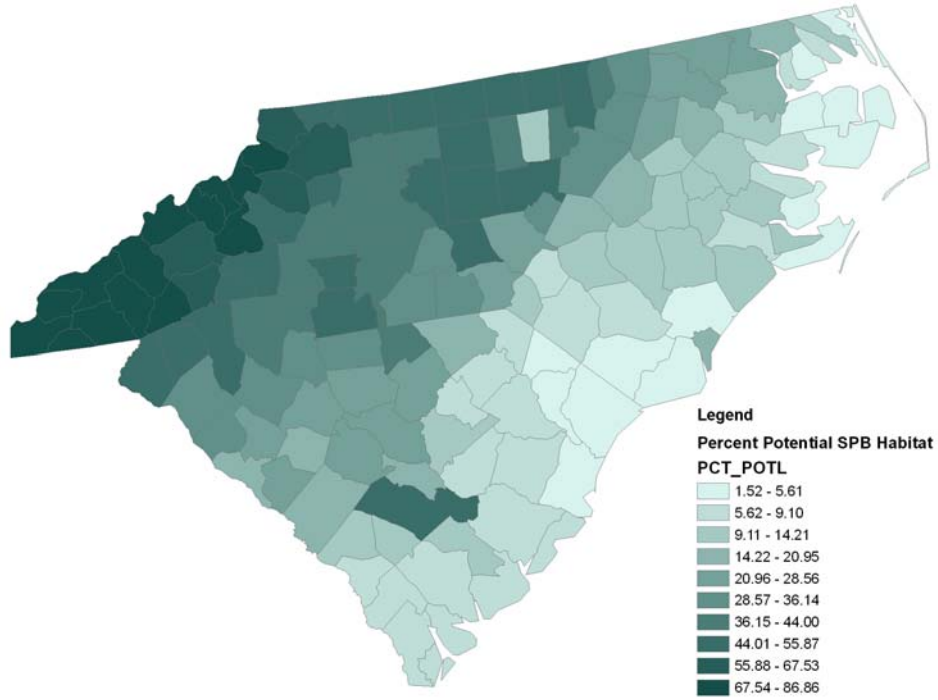 Legend
Percent Potential SPB Habitat
PCT_POTL
1.52 - 5.61
5.62 - 9.10
9.11 - 14.21
14.22 - 20.95
20.96 - 28.56
28.57 - 36.14
36.15 - 44.00
44.01 - 55.87
55.88 - 67.53
67.54 - 86.86